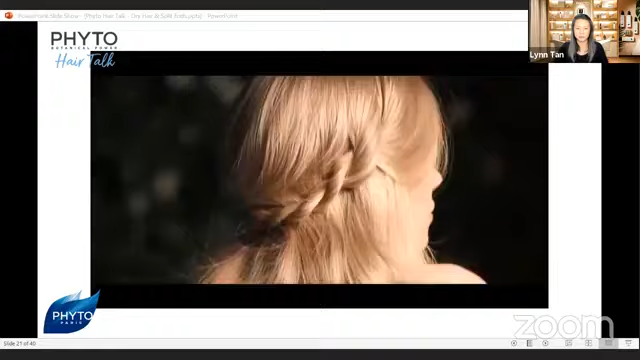 PowerPoint Slide Show - [Phyto Hair Talk - Dry Hair & Split Ends.pptx] - PowerPoint
PHYTO
BOTANICAL POWER
Hair Talk
Lynn Tan
PHYTO
PARIS
Slide 21 of 40
zoom